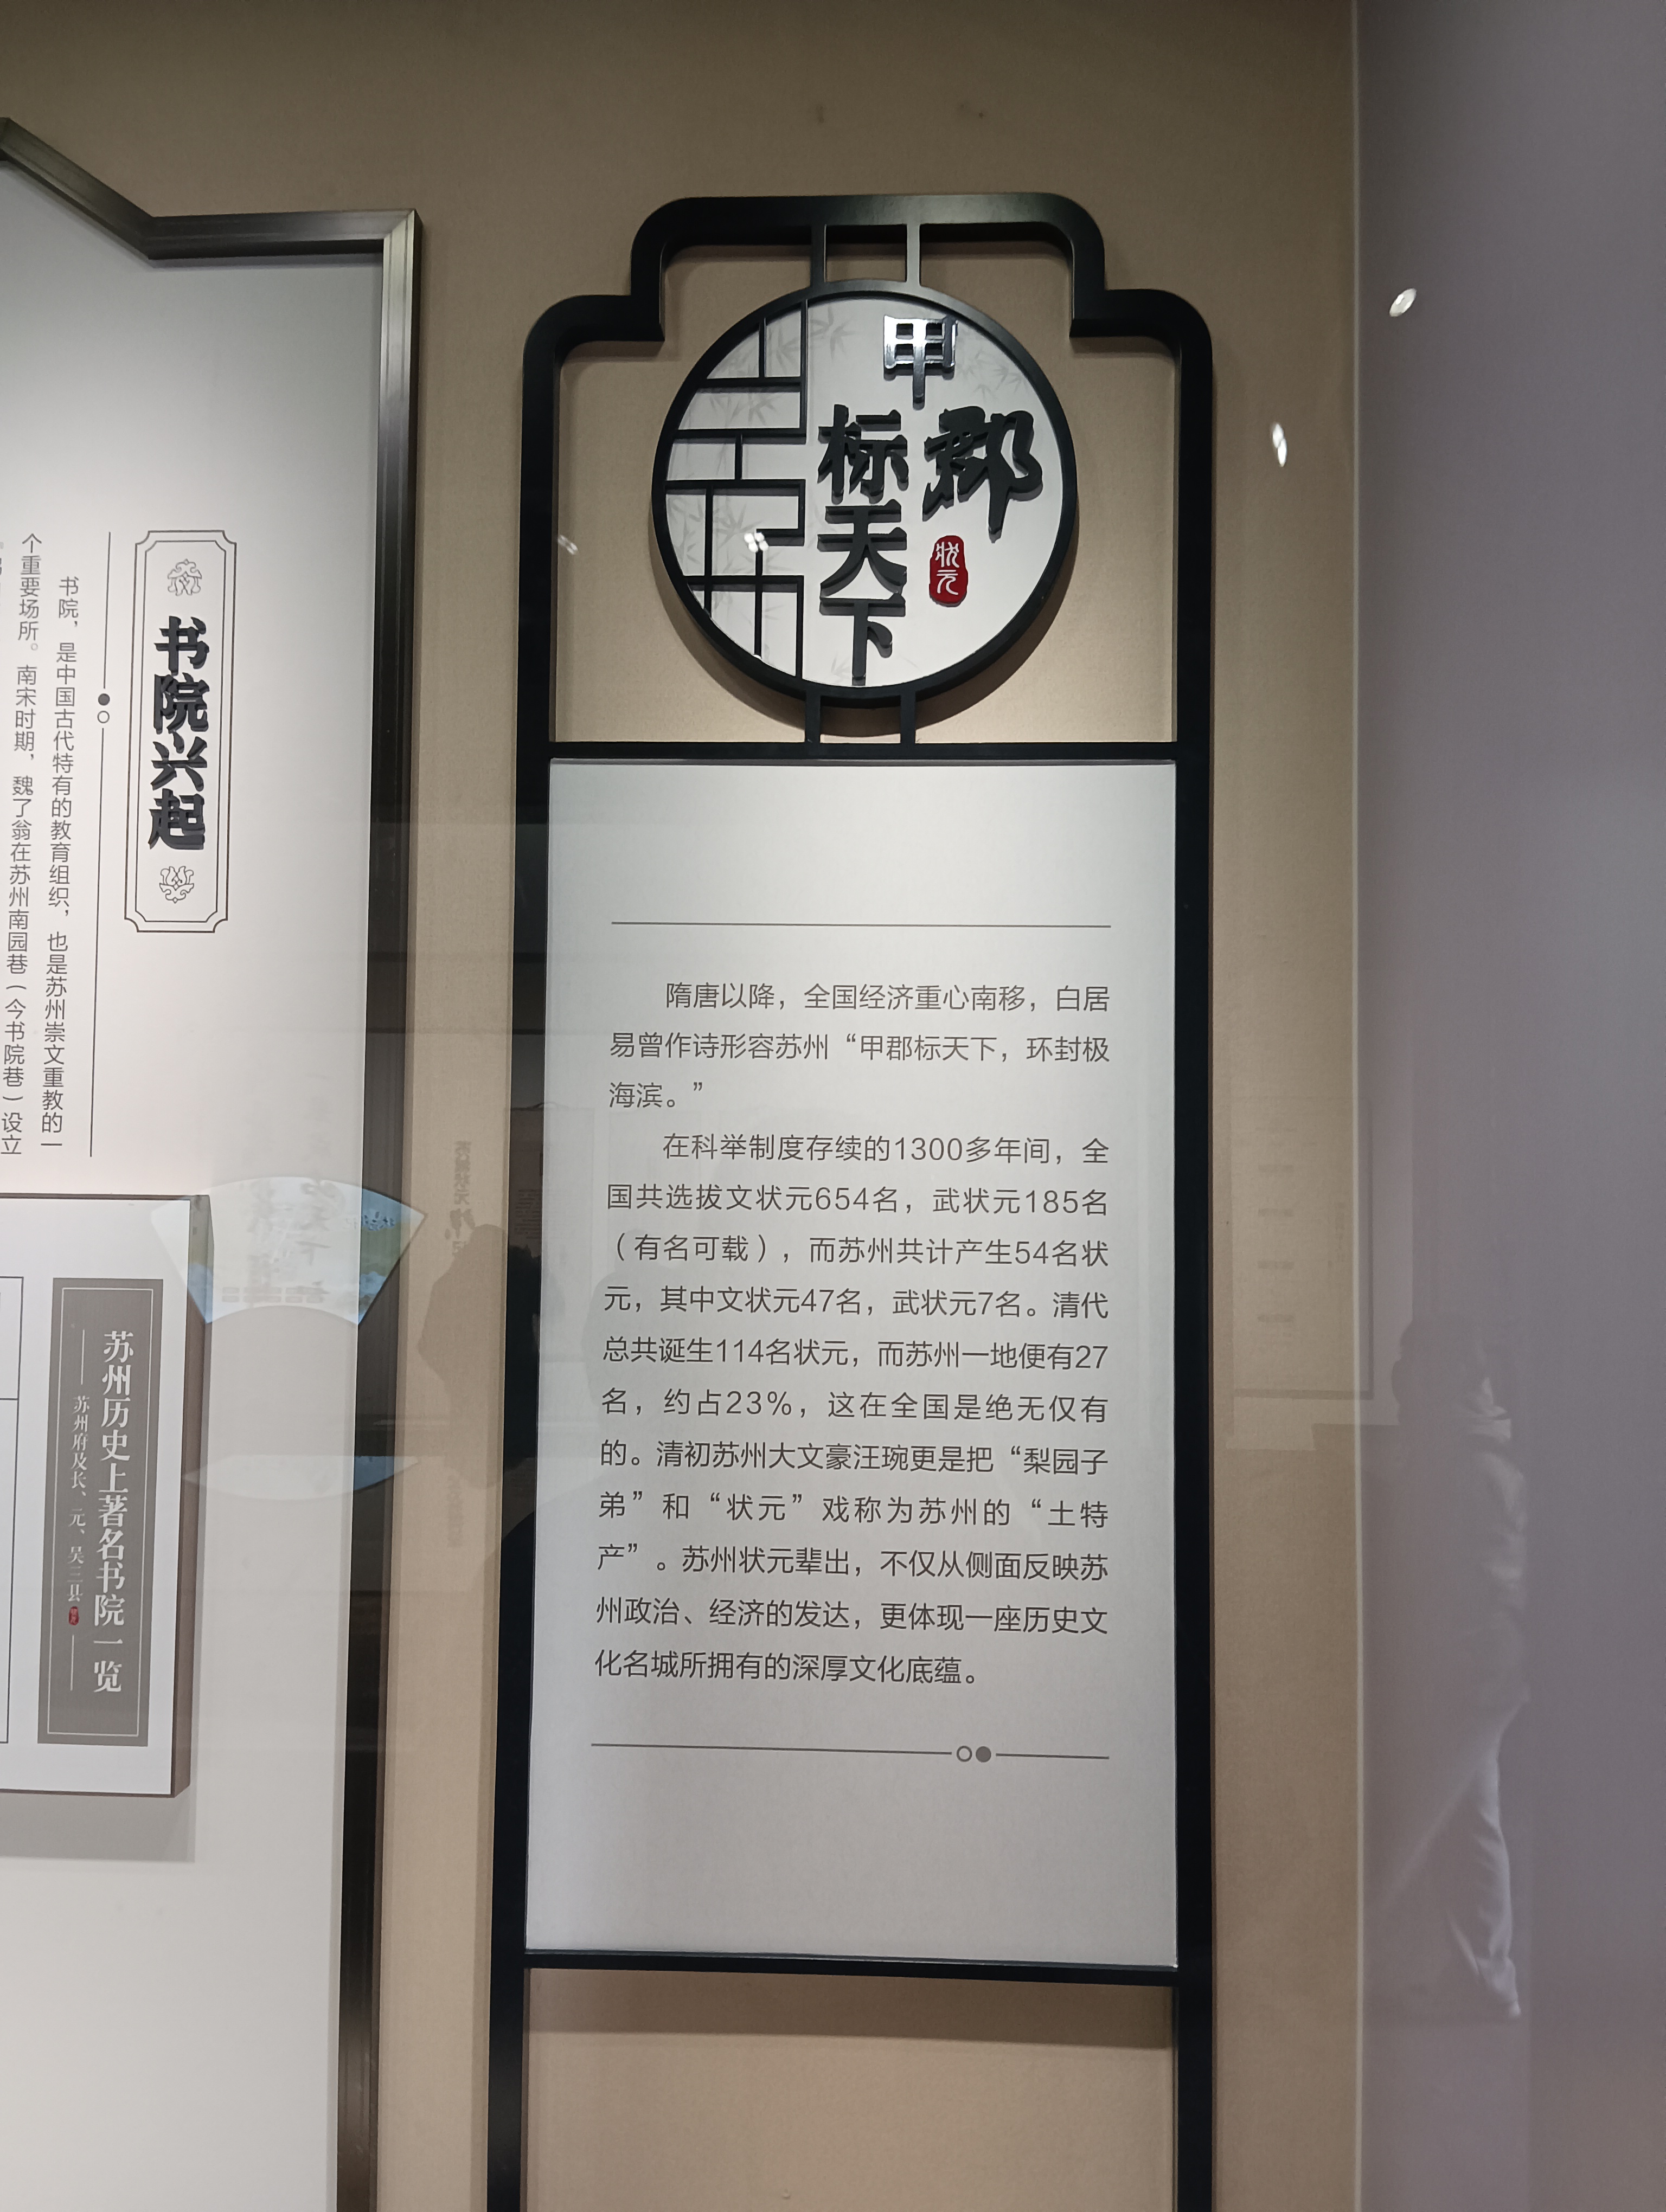 甲郡
标天下
状元
隋唐以降，全国经济重心南移，白居
易曾作诗形容苏州“甲郡标天下，环封极
海滨。”
在科举制度存续的1300多年间，全
国共选拔文状元654名，武状元185名
（有名可载），而苏州共计产生54名状
元，其中文状元47名，武状元7名。清代
总共诞生114名状元，而苏州一地便有27
名，约占23%，这在全国是绝无仅有
的。清初苏州大文豪汪琬更是把“梨园子
弟”和“状元”戏称为苏州的“土特
产”。苏州状元辈出，不仅从侧面反映苏
州政治、经济的发达，更体现一座历史文
化名城所拥有的深厚文化底蕴。
书院兴起
书院，是中国古代特有的教育组织，也是苏州崇文重教的一
个重要场所。南宋时期，魏了翁在苏州南园巷（今书院巷）设立
苏州历史上著名书院一览
苏州府及长、元、吴三县